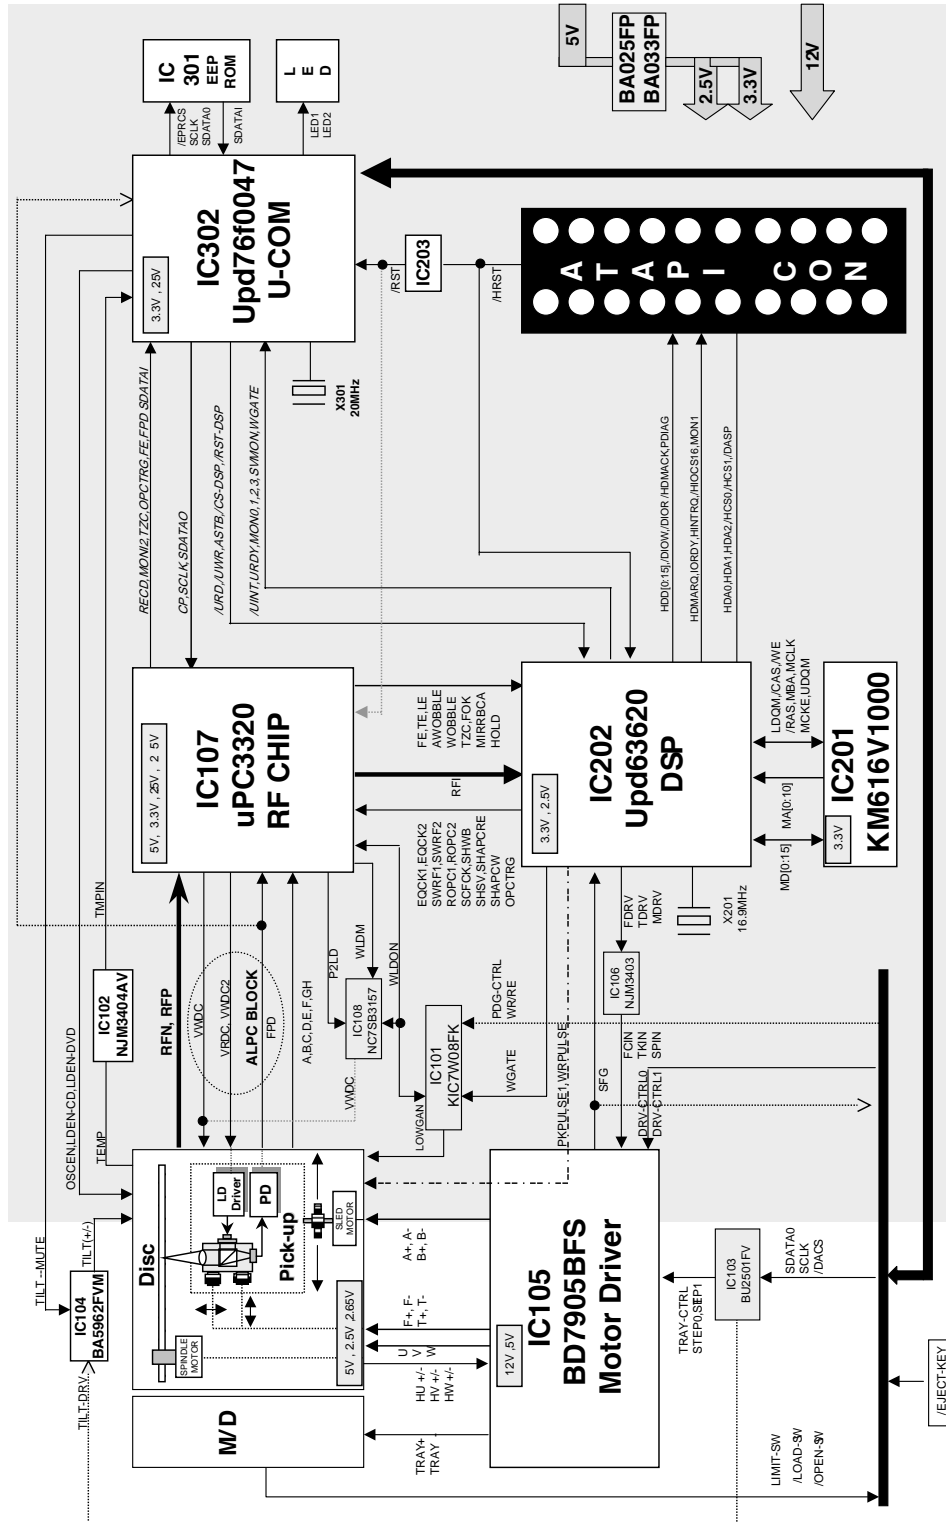 IC
301
EEP
ROM
L
E
D
/EPRCS
SCLK
SDATA0
SDATAI
LED1
LED2
5V
BA025FP
BA033FP
2.5V
3.3V
12V
IC302
Upd76f0047
U-COM
3.3V , 25V
/RST
IC203
/HRST
X301
20MHz
ATAPI CON
RECD,MONI2,TZC,OPCTRG,FE,FPD SDATAI
CP,SCLK,SDATAO
/URD,/UWR,ASTB,/CS-DSP,/RST-DSP
/UINT,URDY,MON0,1,2,3,SVMON,WGATE
HDD[0:15],/DIOW,/DIOR,/HDMACK,PDIAG
HDMARQ,IORDY,HINTRQ,/HIOCS16,MON1
HDA0,HDA1,HDA2,/HCS0,/HCS1,/DASP
IC107
uPC3320
RF CHIP
5V, 3.3V , 25V , 2 5V
FE,TE,LE
AWOBBLE
WOBBLE
TZC,FOK
MIRRBCA
HOLD
RFI
EQCK1,EQCK2
SWRF1,SWRF2
ROPC1,ROPC2
SCFCK,SHWB
SHSV,SHAPCRE
SHAPCW
OPCTRG
IC202
Upd63620
DSP
3.3V , 2.5V
LDQM,/CAS,/WE
/RAS,MBA,MCLK
MCKE,UDQM
MA[0:10]
MD[0:15]
IC201
KM616V1000
3.3V
X201
16.9MHz
TMPIN
IC102
NJM3404AV
TEMP
OSCEN,LDEN-CD,LDEN-DVD
RFN, RFP
VWDC
VRDC, VWDC2
ALPC BLOCK
FPD
A,B,C,D,E,F,GH
P2LD
WLDM
WLDON
IC108
NC7SB3157
VWDC
IC101
KIC7W08FK
LOWGAN
PDG-CTRL
WR/RE
WGATE
FDRV
TDRV
MDRV
IC106
NJM3403
FCIN
TKIN
SPIN
PKPULSE1, WRPULSE
SFG
DRV-CTRL0
DRV-CTRL1
TILT --MUTE
TILT(+/-)
IC104
BA5962FVM
TILT-DRV
Disc
LD
Driver
PD
Pick-up
SLED
MOTOR
SPINDLE
MOTOR
5V , 2.5V ,2.65V
A+, A-
B+, B-
F+, F-
T+, T-
U
V
W
HU +/-
HV +/-
HW +/-
M/D
TRAY+
TRAY -
IC105
BD7905BFS
Motor Driver
12V ,5V
TRAY-CTRL
STEP0,STEP1
IC103
BU2501FV
SDATA0
SCLK
/DACS
LIMIT-SW
/LOAD-SW
/OPEN-SW
/EJECT-KEY